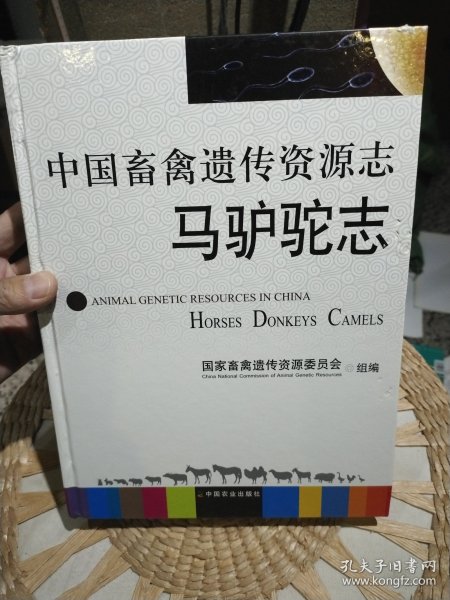 中国畜禽遗传资源志
马驴驼志
ANIMAL GENETIC RESOURCES IN CHINA
HORSES DONKEYS CAMELS
国家畜禽遗传资源委员会 组编
China National Commission of Animal Genetic Resources
中国农业出版社
孔夫子旧书网
www.kongfz.com